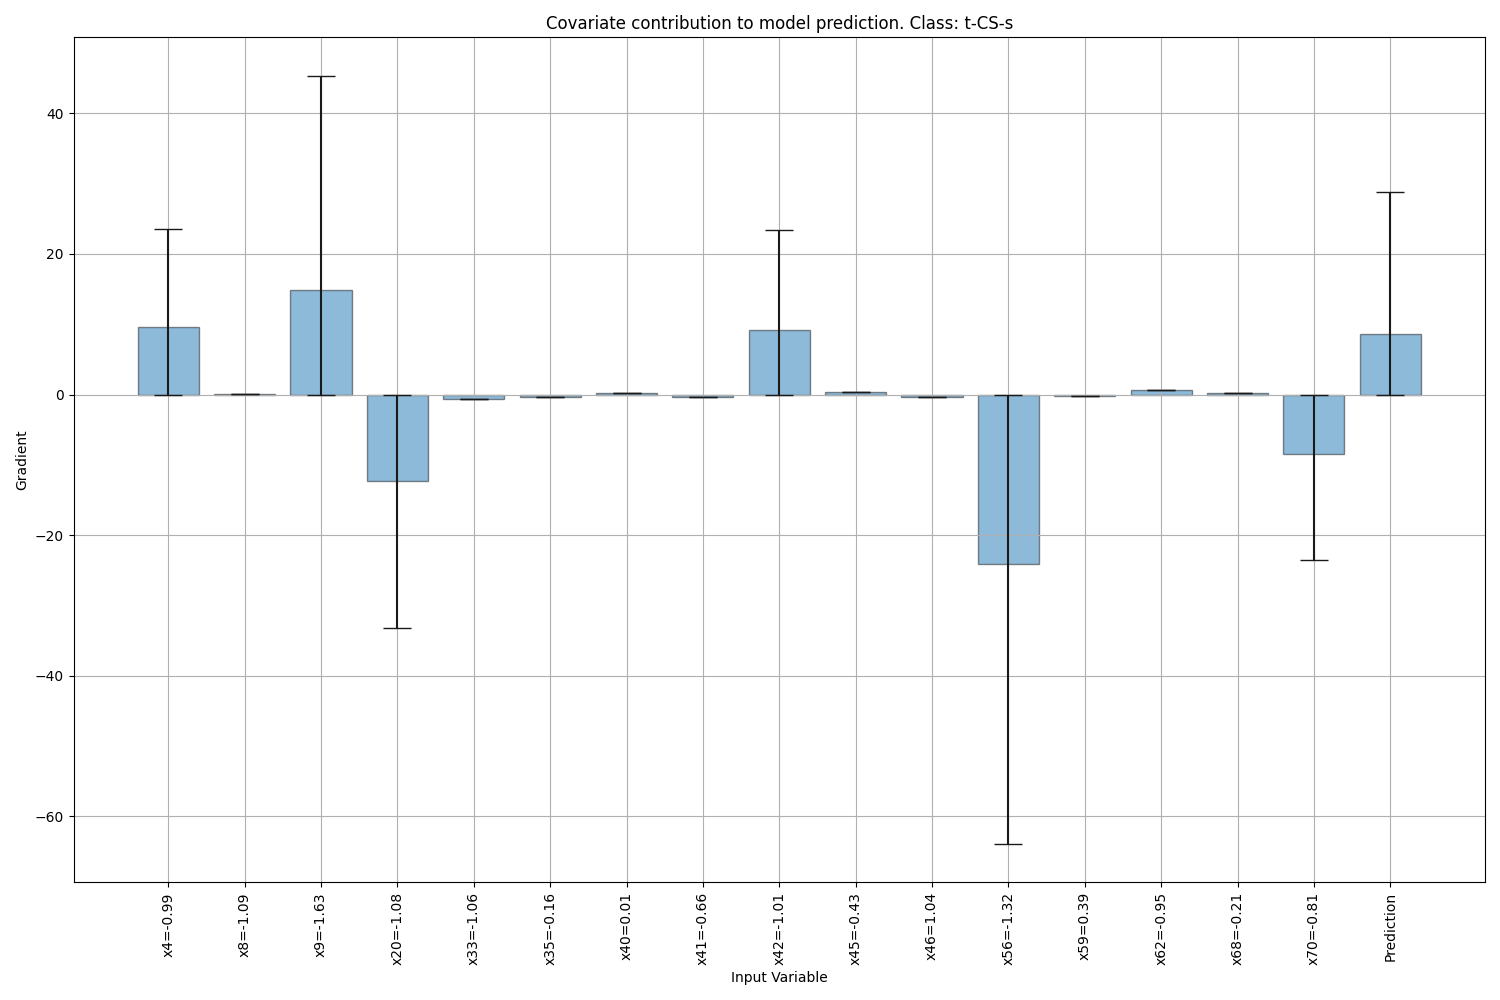 Covariate contribution to model prediction. Class: t-CS-s
Gradient
40
20
0
−20
−40
−60
x4=-0.99
x8=-1.09
x9=-1.63
x20=-1.08
x33=-1.06
x35=-0.16
x40=0.01
x41=-0.66
x42=-1.01
x45=-0.43
x46=1.04
x56=-1.32
x59=0.39
x62=-0.95
x68=-0.21
x70=-0.81
Prediction
Input Variable